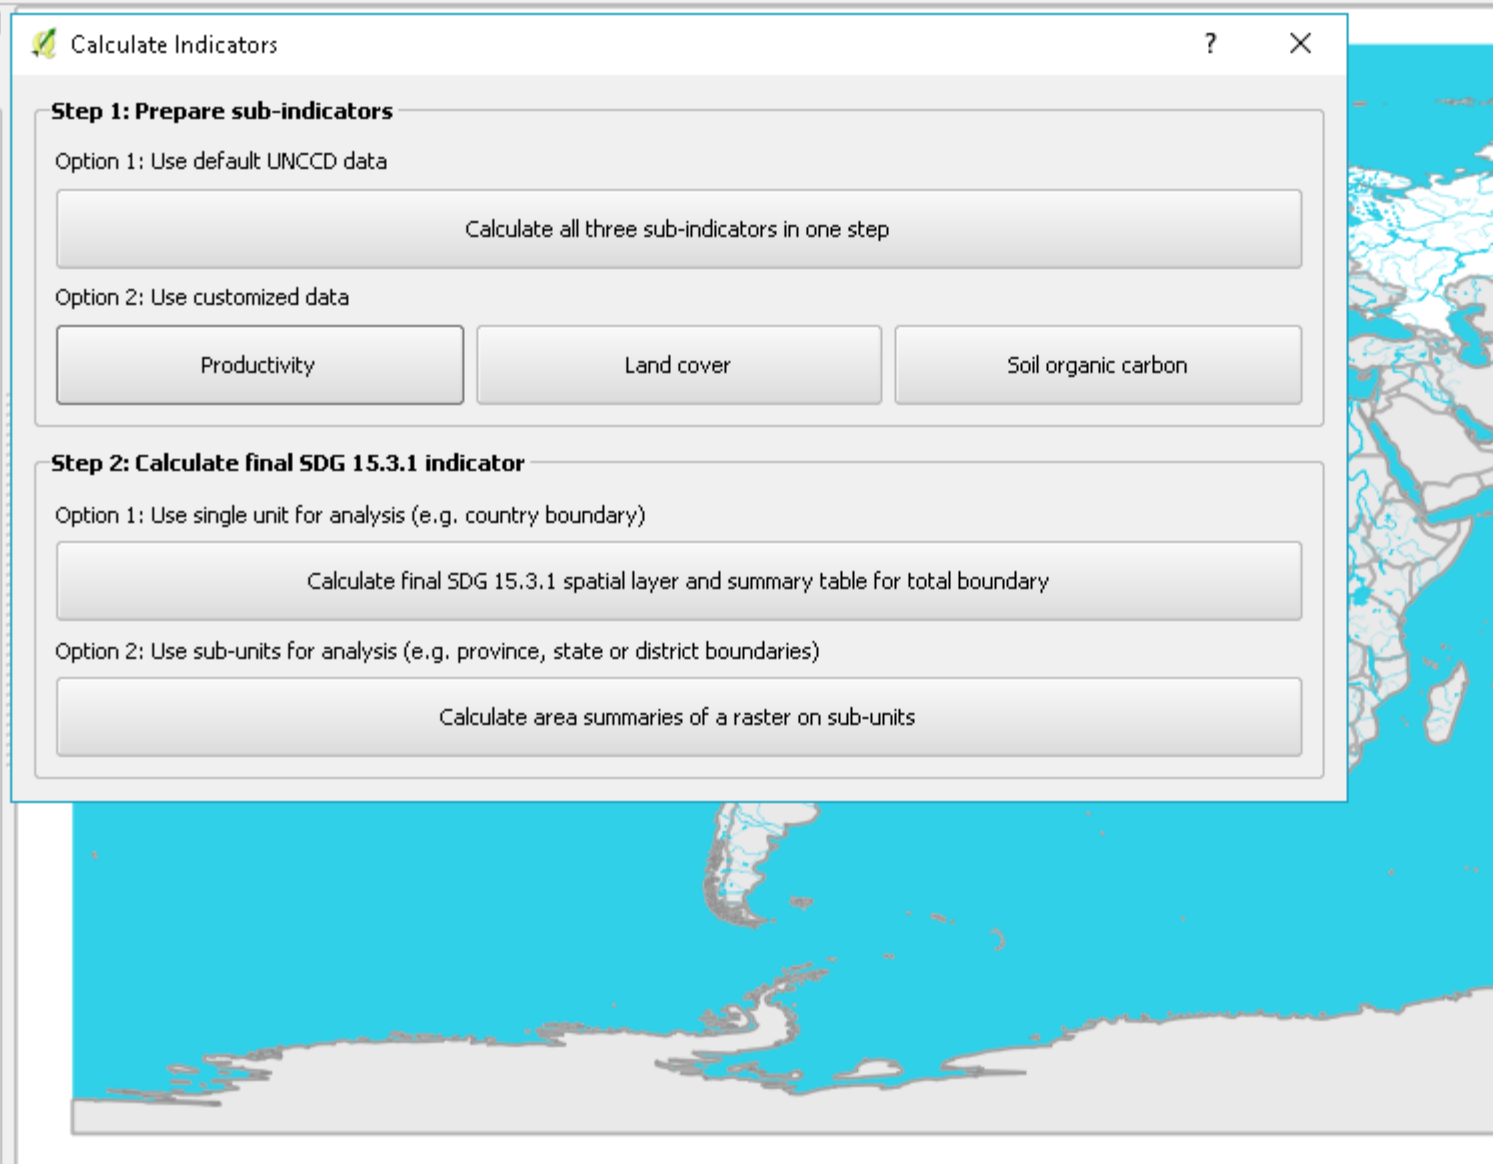 Calculate Indicators
?
Step 1: Prepare sub-indicators
Option 1: Use default UNCCD data
Calculate all three sub-indicators in one step
Option 2: Use customized data
Productivity
Land cover
Soil organic carbon
Step 2: Calculate final SDG 15.3.1 indicator
Option 1: Use single unit for analysis (e.g. country boundary)
Calculate final SDG 15.3.1 spatial layer and summary table for total boundary
Option 2: Use sub-units for analysis (e.g. province, state or district boundaries)
Calculate area summaries of a raster on sub-units